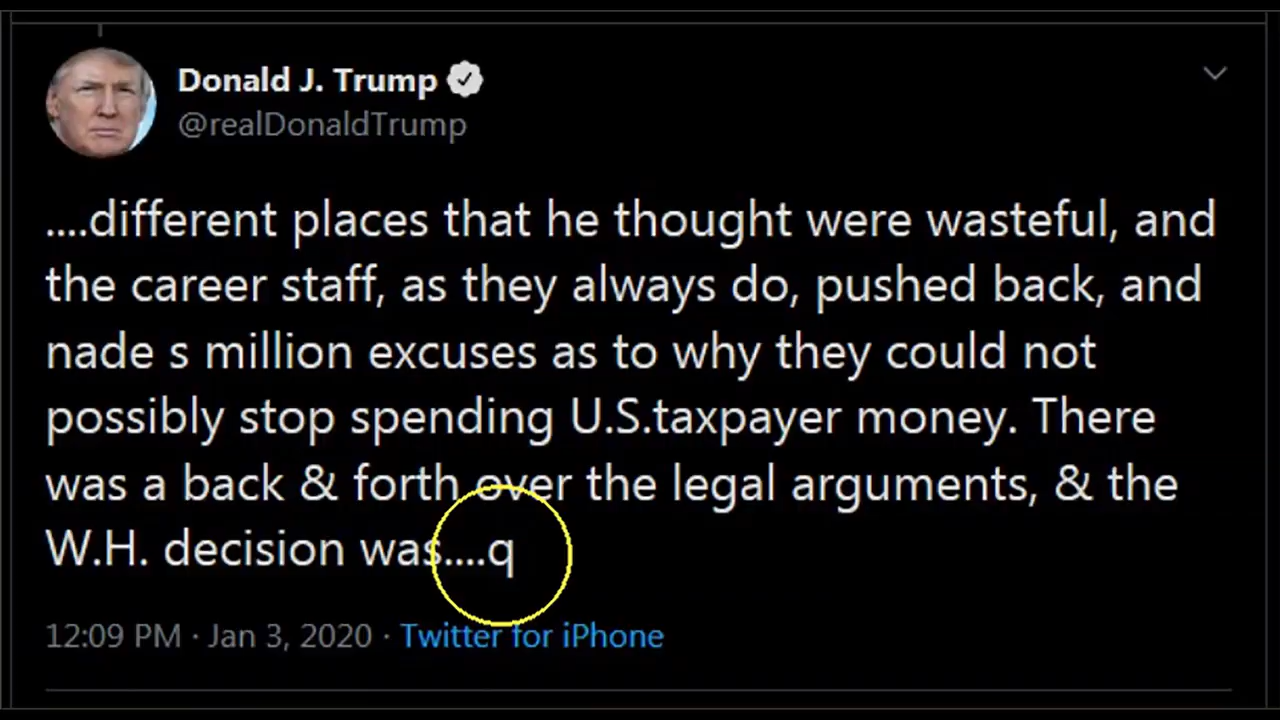 Donald J. Trump
@realDonaldTrump
....different places that he thought were wasteful, and
the career staff, as they always do, pushed back, and
nade s million excuses as to why they could not
possibly stop spending U.S.taxpayer money. There
was a back & forth over the legal arguments, & the
W.H. decision was....q
12:09 PM · Jan 3, 2020 · Twitter for iPhone